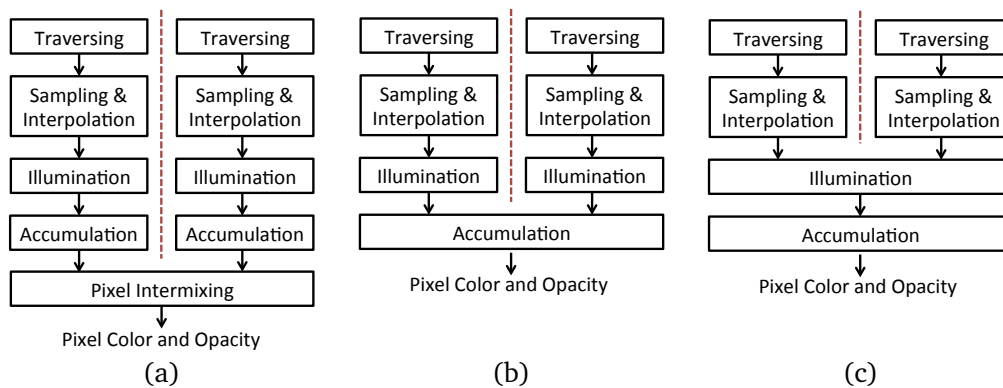 Traversing
Traversing
Sampling &
Interpolation
Sampling &
Interpolation
Illumination
Illumination
Accumulation
Accumulation
Pixel Intermixing
Pixel Color and Opacity
(a)
Traversing
Traversing
Sampling &
Interpolation
Sampling &
Interpolation
Illumination
Illumination
Accumulation
Pixel Color and Opacity
(b)
Traversing
Traversing
Sampling &
Interpolation
Sampling &
Interpolation
Illumination
Accumulation
Pixel Color and Opacity
(c)